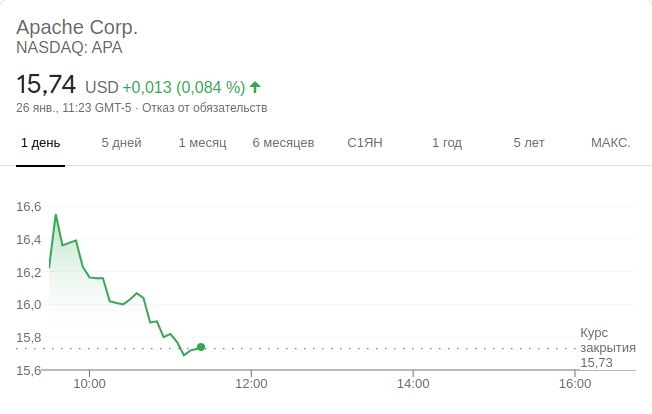 Apache Corp.
NASDAQ: APA
15,74 USD +0,013 (0,084 %)
26 янв., 11:23 GMT-5 · Отказ от обязательств
1 день 5 дней 1 месяц 6 месяцев С1ЯН 1 год 5 лет МАКС.
16,6
16,4
16,2
16,0
15,8
15,6
Курс
закрытия
15,73
10:00 12:00 14:00 16:00